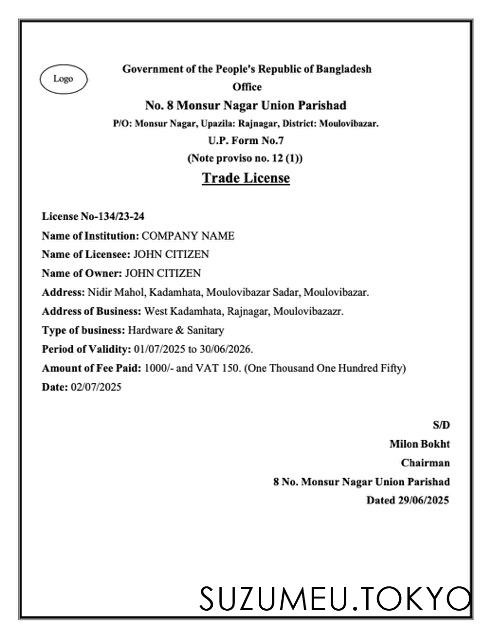 Logo
Government of the People's Republic of Bangladesh
Office
No. 8 Monsur Nagar Union Parishad
P/O: Monsur Nagar, Upazila: Rajnagar, District: Moulovibazar.
U.P. Form No.7
(Note proviso no. 12 (1))
Trade License
License No-134/23-24
Name of Institution: COMPANY NAME
Name of Licensee: JOHN CITIZEN
Name of Owner: JOHN CITIZEN
Address: Nidir Mahol, Kadamhata, Moulovibazar Sadar, Moulovibazar.
Address of Business: West Kadamhata, Rajnagar, Moulovibazazr.
Type of business: Hardware & Sanitary
Period of Validity: 01/07/2025 to 30/06/2026.
Amount of Fee Paid: 1000/- and VAT 150. (One Thousand One Hundred Fifty)
Date: 02/07/2025
S/D
Milon Bokht
Chairman
8 No. Monsur Nagar Union Parishad
Dated 29/06/2025
SUZUMEU.TOKYO